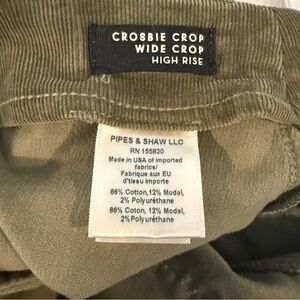 CROSBIE CROP
WIDE CROP
HIGH RISE
PIPES & SHAW LLC
RN 155820
Made in USA of imported
fabrics/
Fabrique aux EU
d'tissu importe
86% Cotton, 12% Modal,
2% Polyuréthane
86% Coton, 12% Modal,
2% Polyuréthane